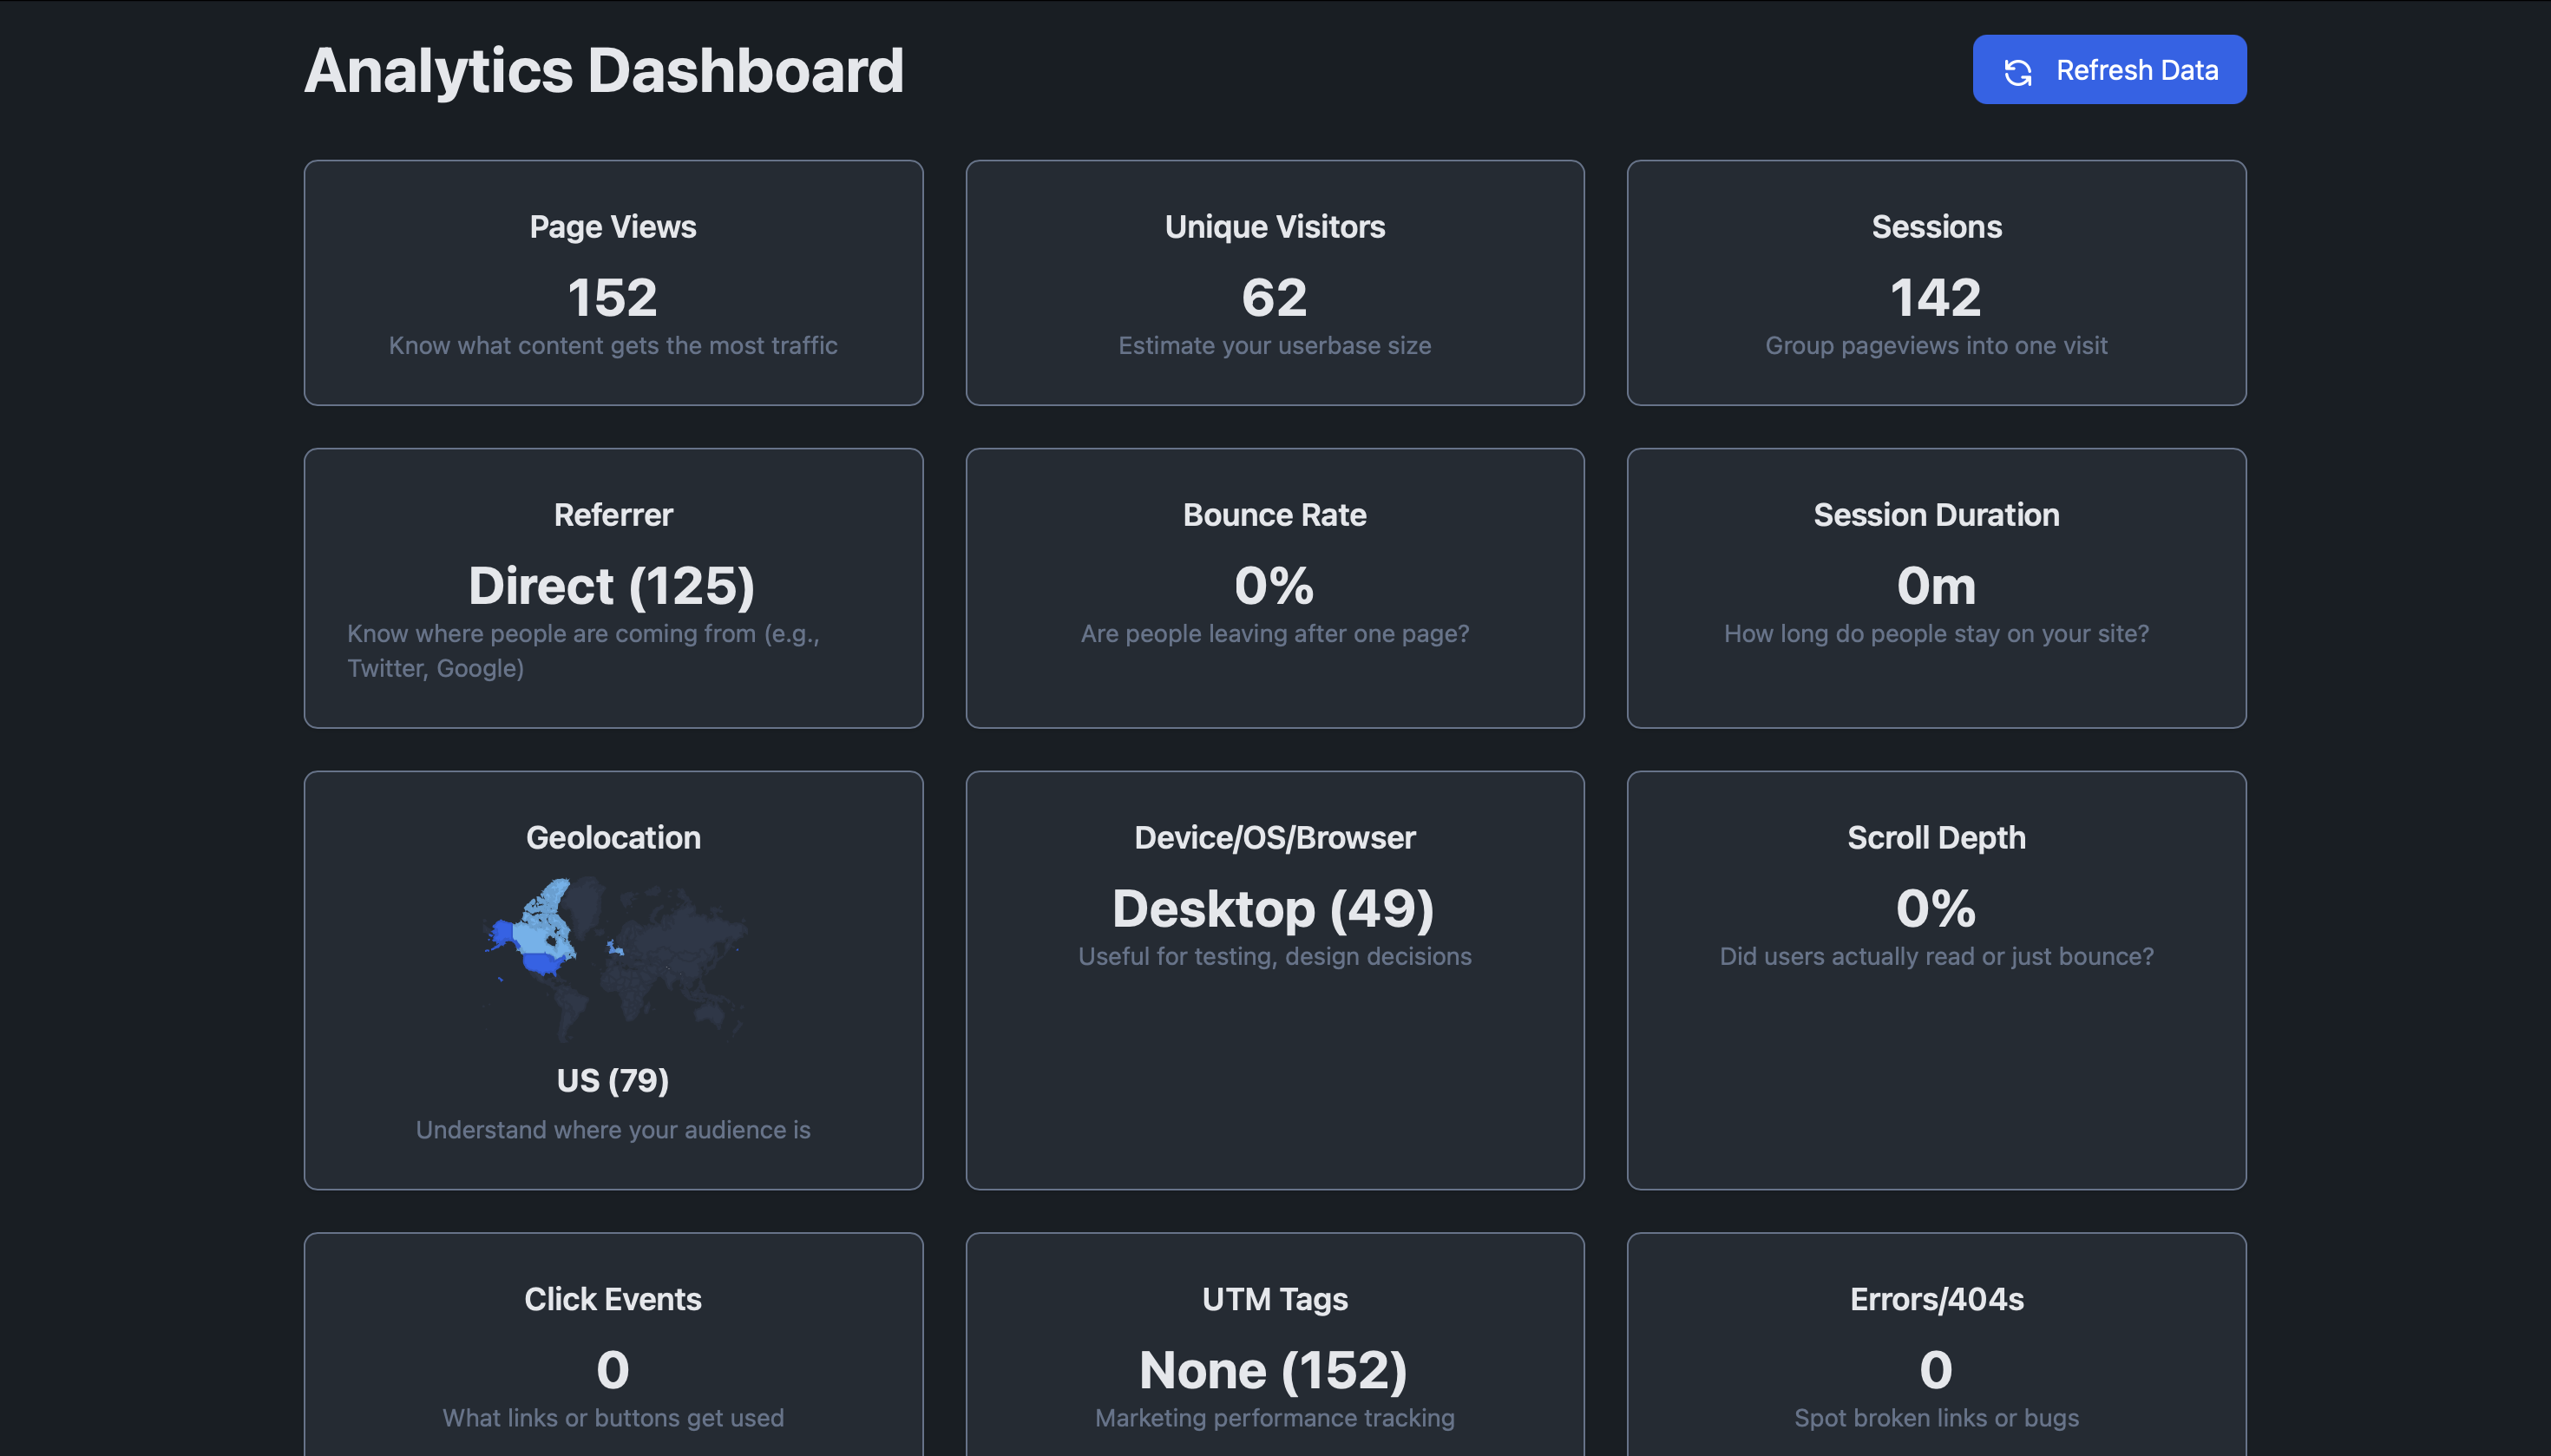 Analytics Dashboard
Refresh Data
Page Views
152
Know what content gets the most traffic
Unique Visitors
62
Estimate your userbase size
Sessions
142
Group pageviews into one visit
Referrer
Direct (125)
Know where people are coming from (e.g.,
Twitter, Google)
Bounce Rate
0%
Are people leaving after one page?
Session Duration
0m
How long do people stay on your site?
Geolocation
US (79)
Understand where your audience is
Device/OS/Browser
Desktop (49)
Useful for testing, design decisions
Scroll Depth
0%
Did users actually read or just bounce?
Click Events
0
What links or buttons get used
UTM Tags
None (152)
Marketing performance tracking
Errors/404s
0
Spot broken links or bugs